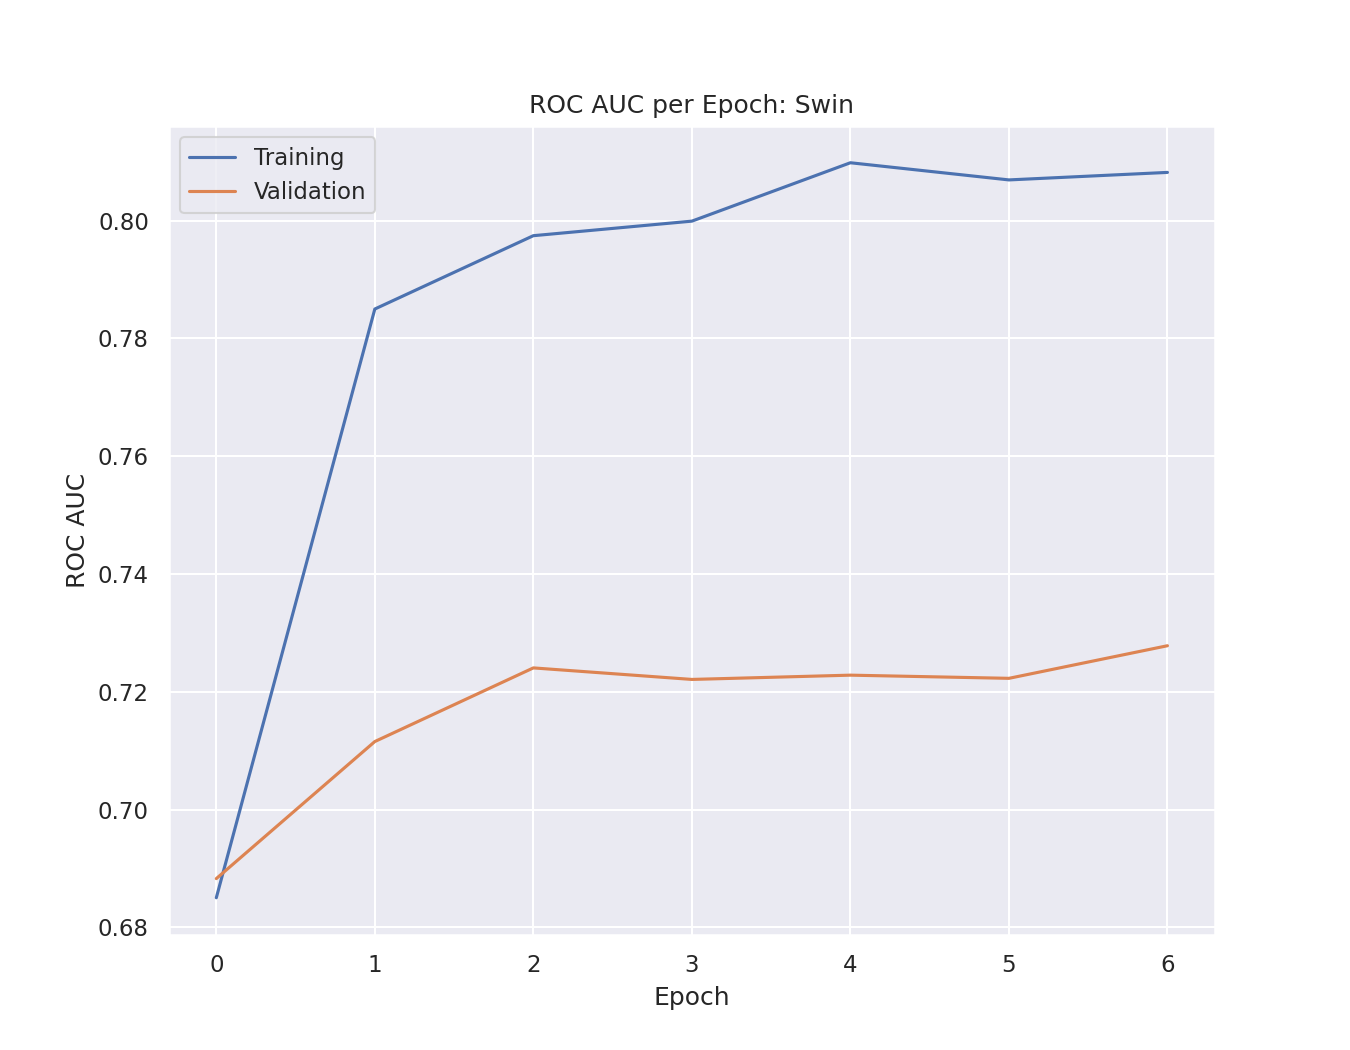 ROC AUC per Epoch: Swin
Training
Validation
0.80
0.78
0.76
0.74
0.72
0.70
0.68
ROC AUC
0 1 2 3 4 5 6
Epoch